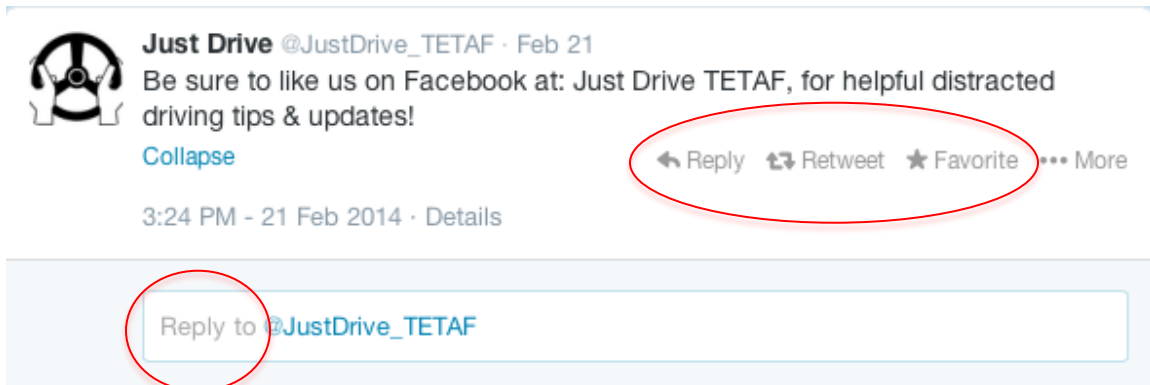 Just Drive @JustDrive_TETAF · Feb 21
Be sure to like us on Facebook at: Just Drive TETAF, for helpful distracted
driving tips & updates!
Collapse Reply Retweet Favorite ••• More
3:24 PM - 21 Feb 2014 · Details
Reply to @JustDrive_TETAF